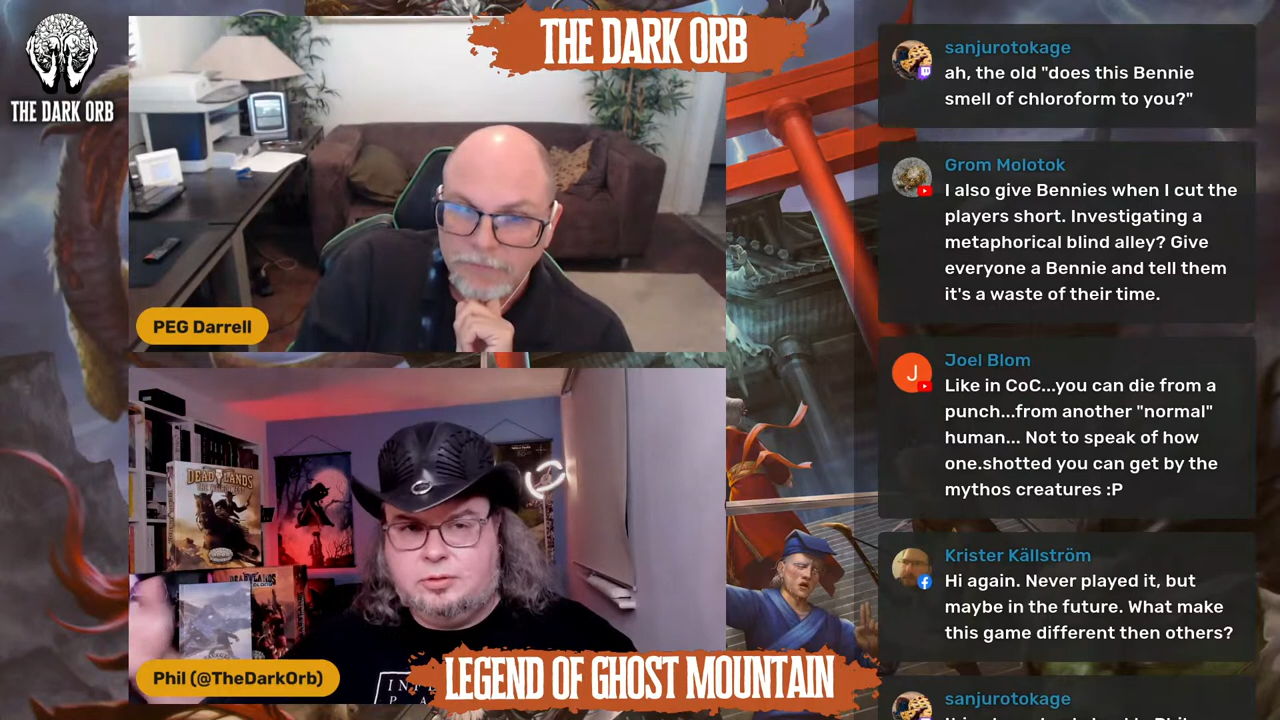 THE DARK ORB
THE DARK ORB
PEG Darrell
DEADLANDS
DEADLANDS
Phil (@TheDarkOrb)
LEGEND OF GHOST MOUNTAIN
sanjurotokage
ah, the old "does this Bennie
smell of chloroform to you?"
Grom Molotok
I also give Bennies when I cut the
players short. Investigating a
metaphorical blind alley? Give
everyone a Bennie and tell them
it's a waste of their time.
J
Joel Blom
Like in CoC...you can die from a
punch...from another "normal"
human... Not to speak of how
one.shotted you can get by the
mythos creatures :P
Krister Källström
Hi again. Never played it, but
maybe in the future. What make
this game different then others?
sanjurotokage